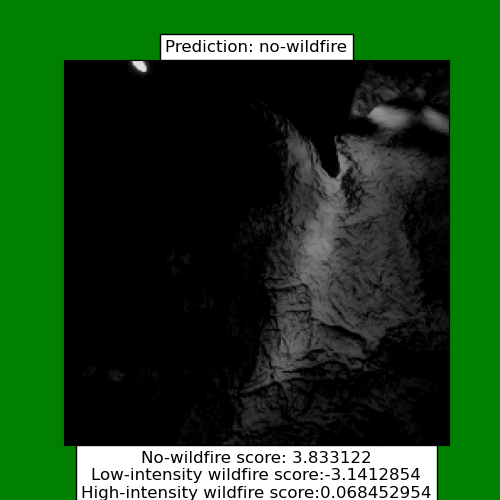 Prediction: no-wildfire
No-wildfire score: 3.833122
Low-intensity wildfire score:-3.1412854
High-intensity wildfire score:0.068452954